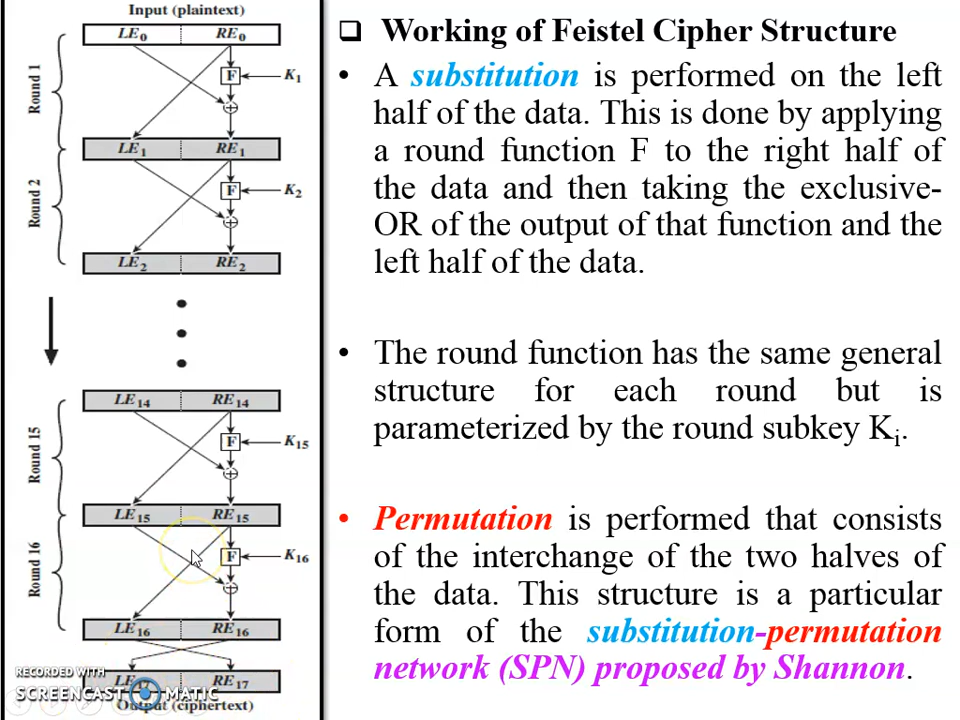 Input (plaintext)
LE0 RE0
Round 1
F
K1
LE1 RE1
Round 2
F
K2
LE2 RE2
LE14 RE14
Round 15
F
K15
LE15 RE15
Round 16
F
K16
LE16 RE16
LE17 RE17
Output (ciphertext)
RECORDED WITH
SCREENCAST MATIC
Working of Feistel Cipher Structure
• A substitution is performed on the left
half of the data. This is done by applying
a round function F to the right half of
the data and then taking the exclusive-
OR of the output of that function and the
left half of the data.
• The round function has the same general
structure for each round but is
parameterized by the round subkey Ki.
• Permutation is performed that consists
of the interchange of the two halves of
the data. This structure is a particular
form of the substitution-permutation
network (SPN) proposed by Shannon.